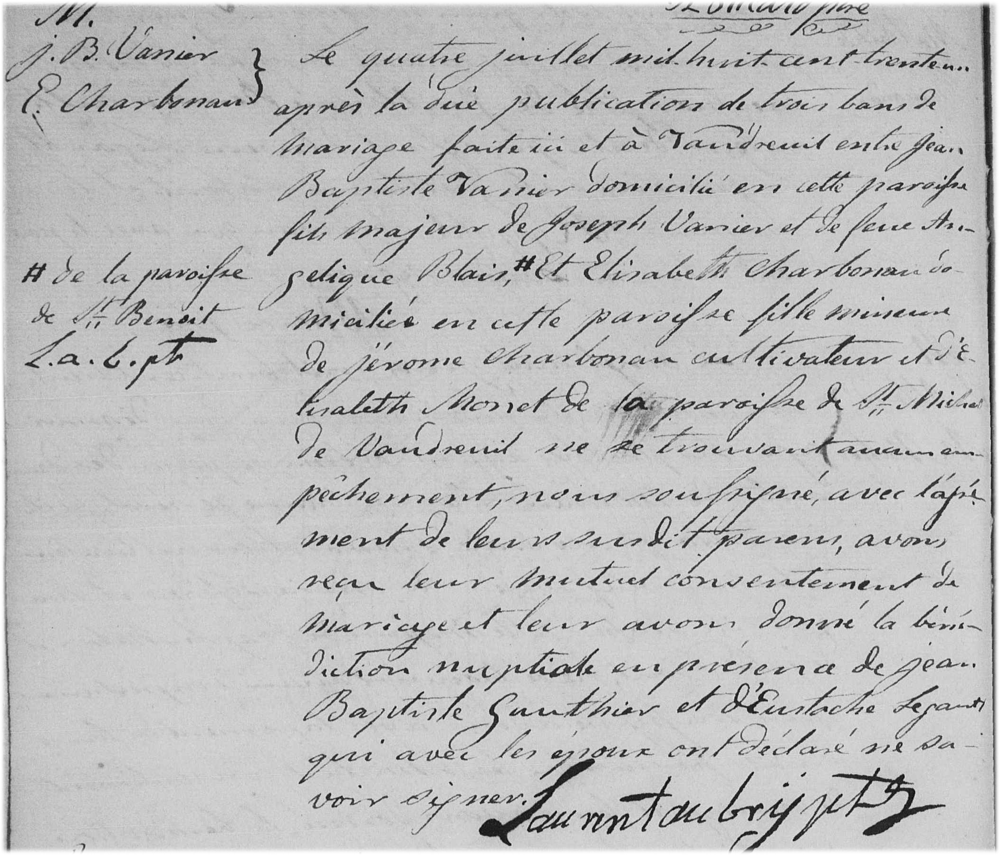 M.
père
j. B. Vanier
E. Charbonau
Le quatre juillet mil-huit-cent-trente-un
après la düe publication de trois bans de
mariage faite ici et à Vaudreuil entre Jean
Baptiste Vanier domicilié en cette paroisse
fils majeur de Joseph Vanier et de feue An-
gelique Blais, # Et Elisabeth Charbonau do-
miciliée en cette paroisse fille mineure
de jérome Charbonau cultivateur et d'E-
lisabeth Monet de la paroisse de St Michel
de Vaudreuil ne se trouvant aucun em-
pêchement, nous soussigné, avec l'agré-
ment de leurs susdit parens, avons
reçu leur mutuel consentement de
mariage et leur avons donné la béné-
diction nuptiale en présence de jean
Baptiste Gauthier et d'Eustache Legault
qui avec les époux ont déclaré ne sa-
voir signer.
Laurent aubry pt
# de la paroisse
de St Benoit
L. a. b. pt